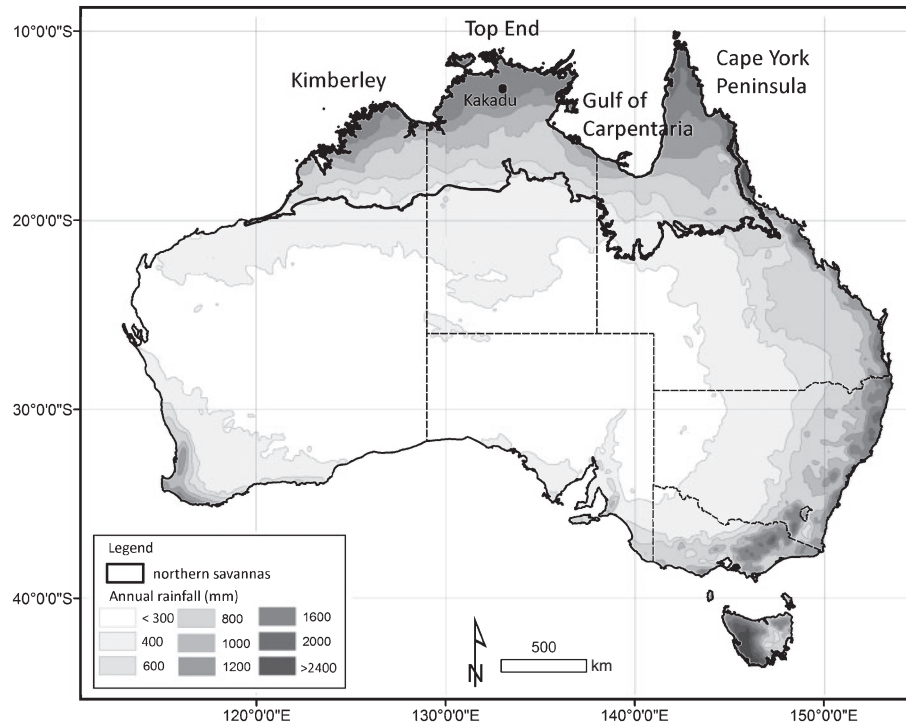 Top End
Kimberley
Cape York
Peninsula
Kakadu
Gulf of
Carpentaria
10°0'0"S
20°0'0"S
30°0'0"S
40°0'0"S
Legend
northern savannas
Annual rainfall (mm)
< 300
800
1600
400
1000
2000
600
1200
>2400
N
500
km
120°0'0"E
130°0'0"E
140°0'0"E
150°0'0"E